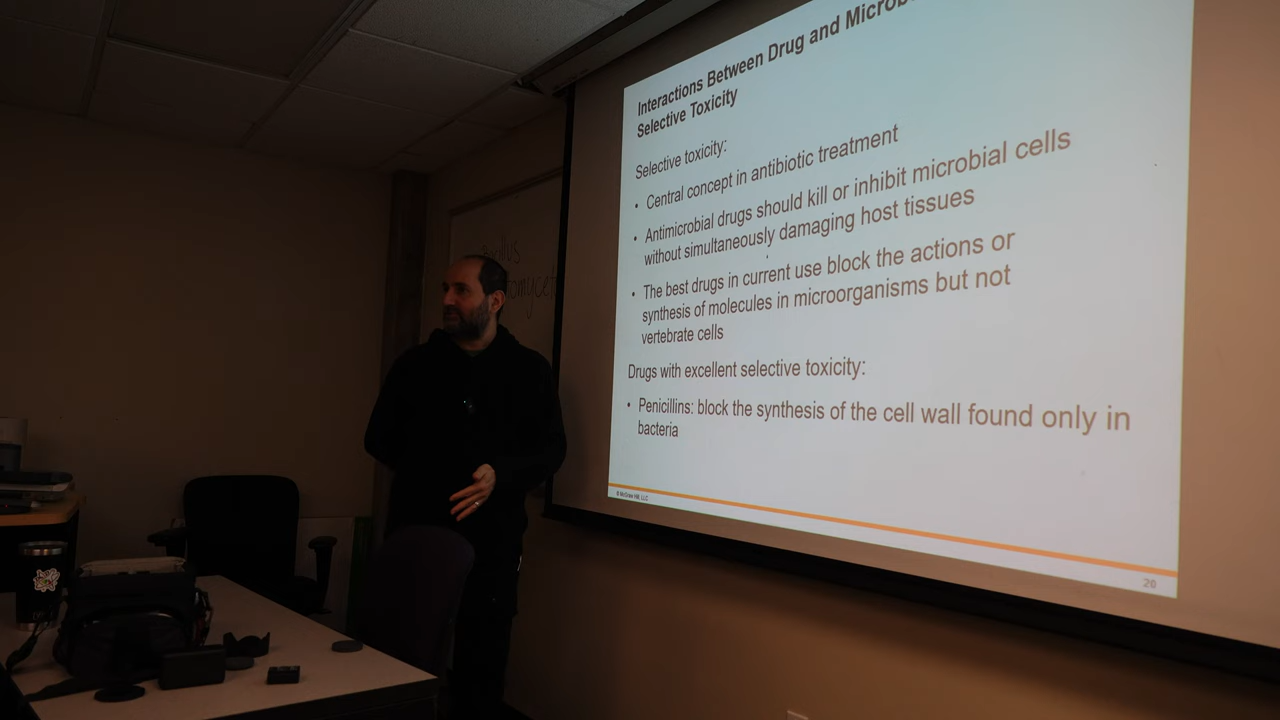 Interactions Between Drug and
Selective Toxicity
Selective toxicity:
• Central concept in antibiotic treatment
• Antimicrobial drugs should kill or inhibit microbial cells
without simultaneously damaging host tissues
• The best drugs in current use block the actions or
synthesis of molecules in microorganisms but not
vertebrate cells
Drugs with excellent selective toxicity:
• Penicillins: block the synthesis of the cell wall found only in
bacteria
© McGraw Hill, LLC
20